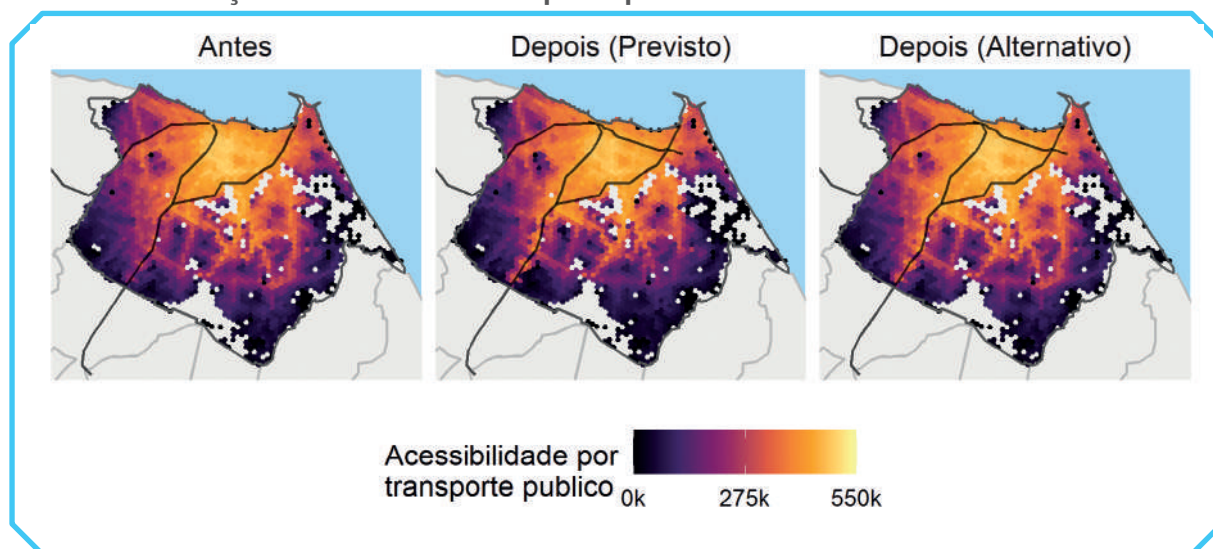 Antes
Depois (Previsto)
Depois (Alternativo)
Acessibilidade por
transporte publico
0k
275k
550k